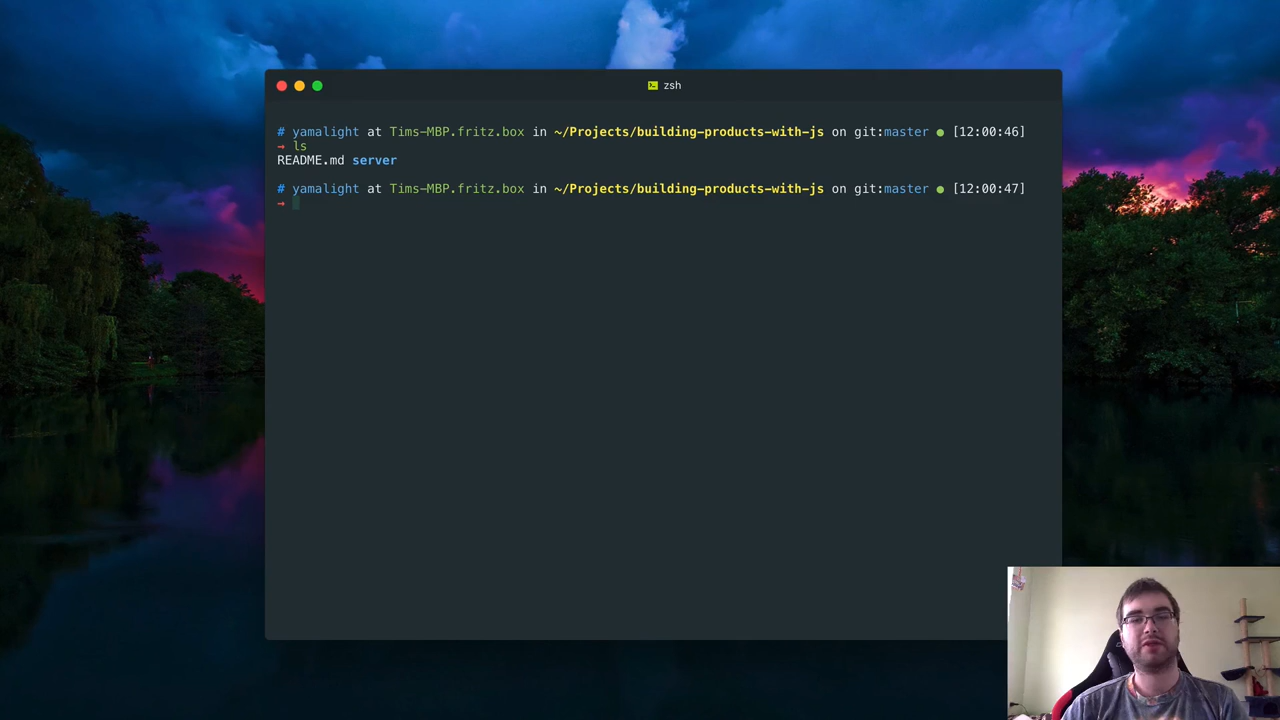 zsh
# yamalight at Tims-MBP.fritz.box in ~/Projects/building-products-with-js on git:master ● [12:00:46]
→ ls
README.md server
# yamalight at Tims-MBP.fritz.box in ~/Projects/building-products-with-js on git:master ● [12:00:47]
→